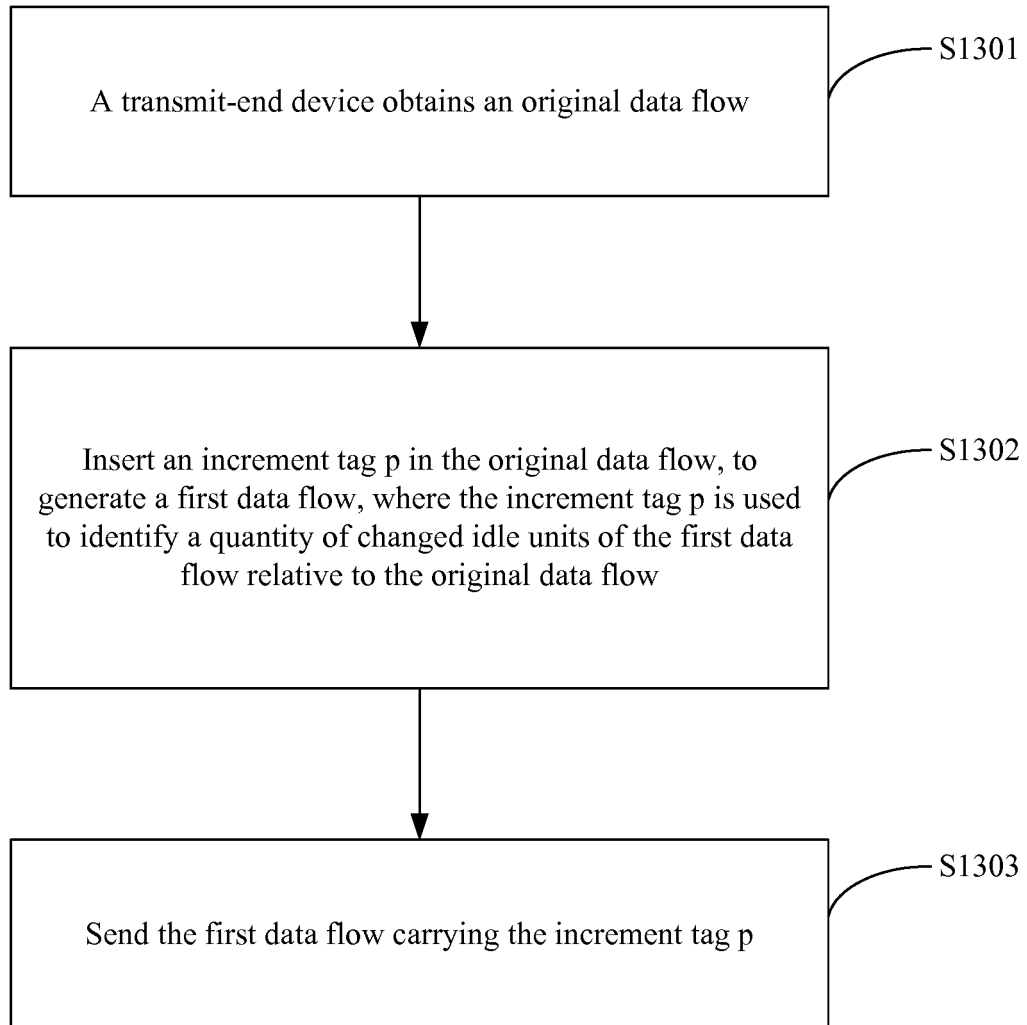 S1301
A transmit-end device obtains an original data flow
S1302
Insert an increment tag p in the original data flow, to
generate a first data flow, where the increment tag p is used
to identify a quantity of changed idle units of the first data
flow relative to the original data flow
S1303
Send the first data flow carrying the increment tag p